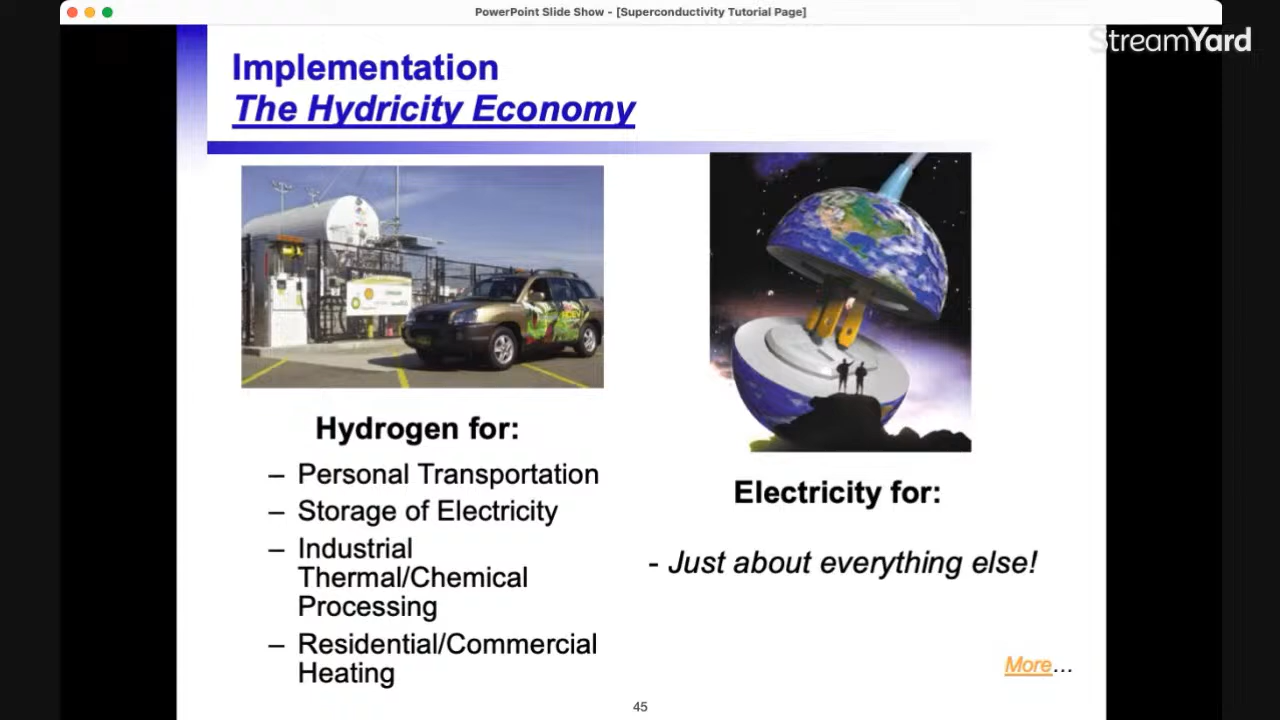 PowerPoint Slide Show - [Superconductivity Tutorial Page]
StreamYard
Implementation
The Hydricity Economy
Hydrogen for:
– Personal Transportation
– Storage of Electricity
– Industrial
Thermal/Chemical
Processing
– Residential/Commercial
Heating
Electricity for:
- Just about everything else!
More...
45